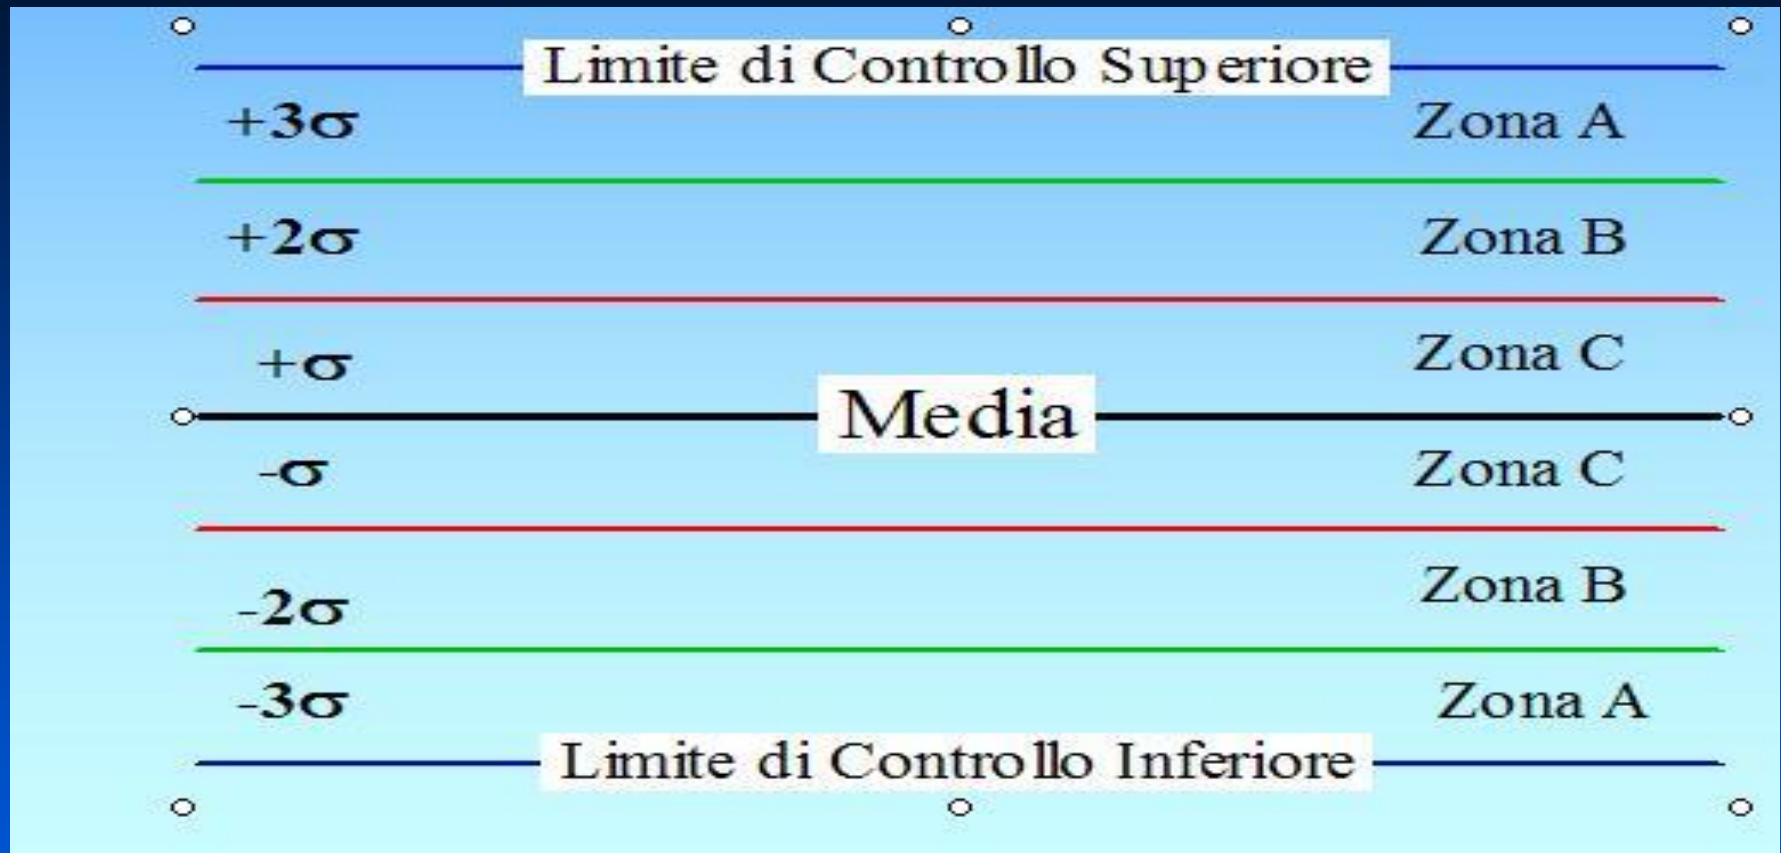 Limite di Controllo Superiore
+3σ Zona A
+2σ Zona B
+σ Zona C
Media
-σ Zona C
-2σ Zona B
-3σ Zona A
Limite di Controllo Inferiore